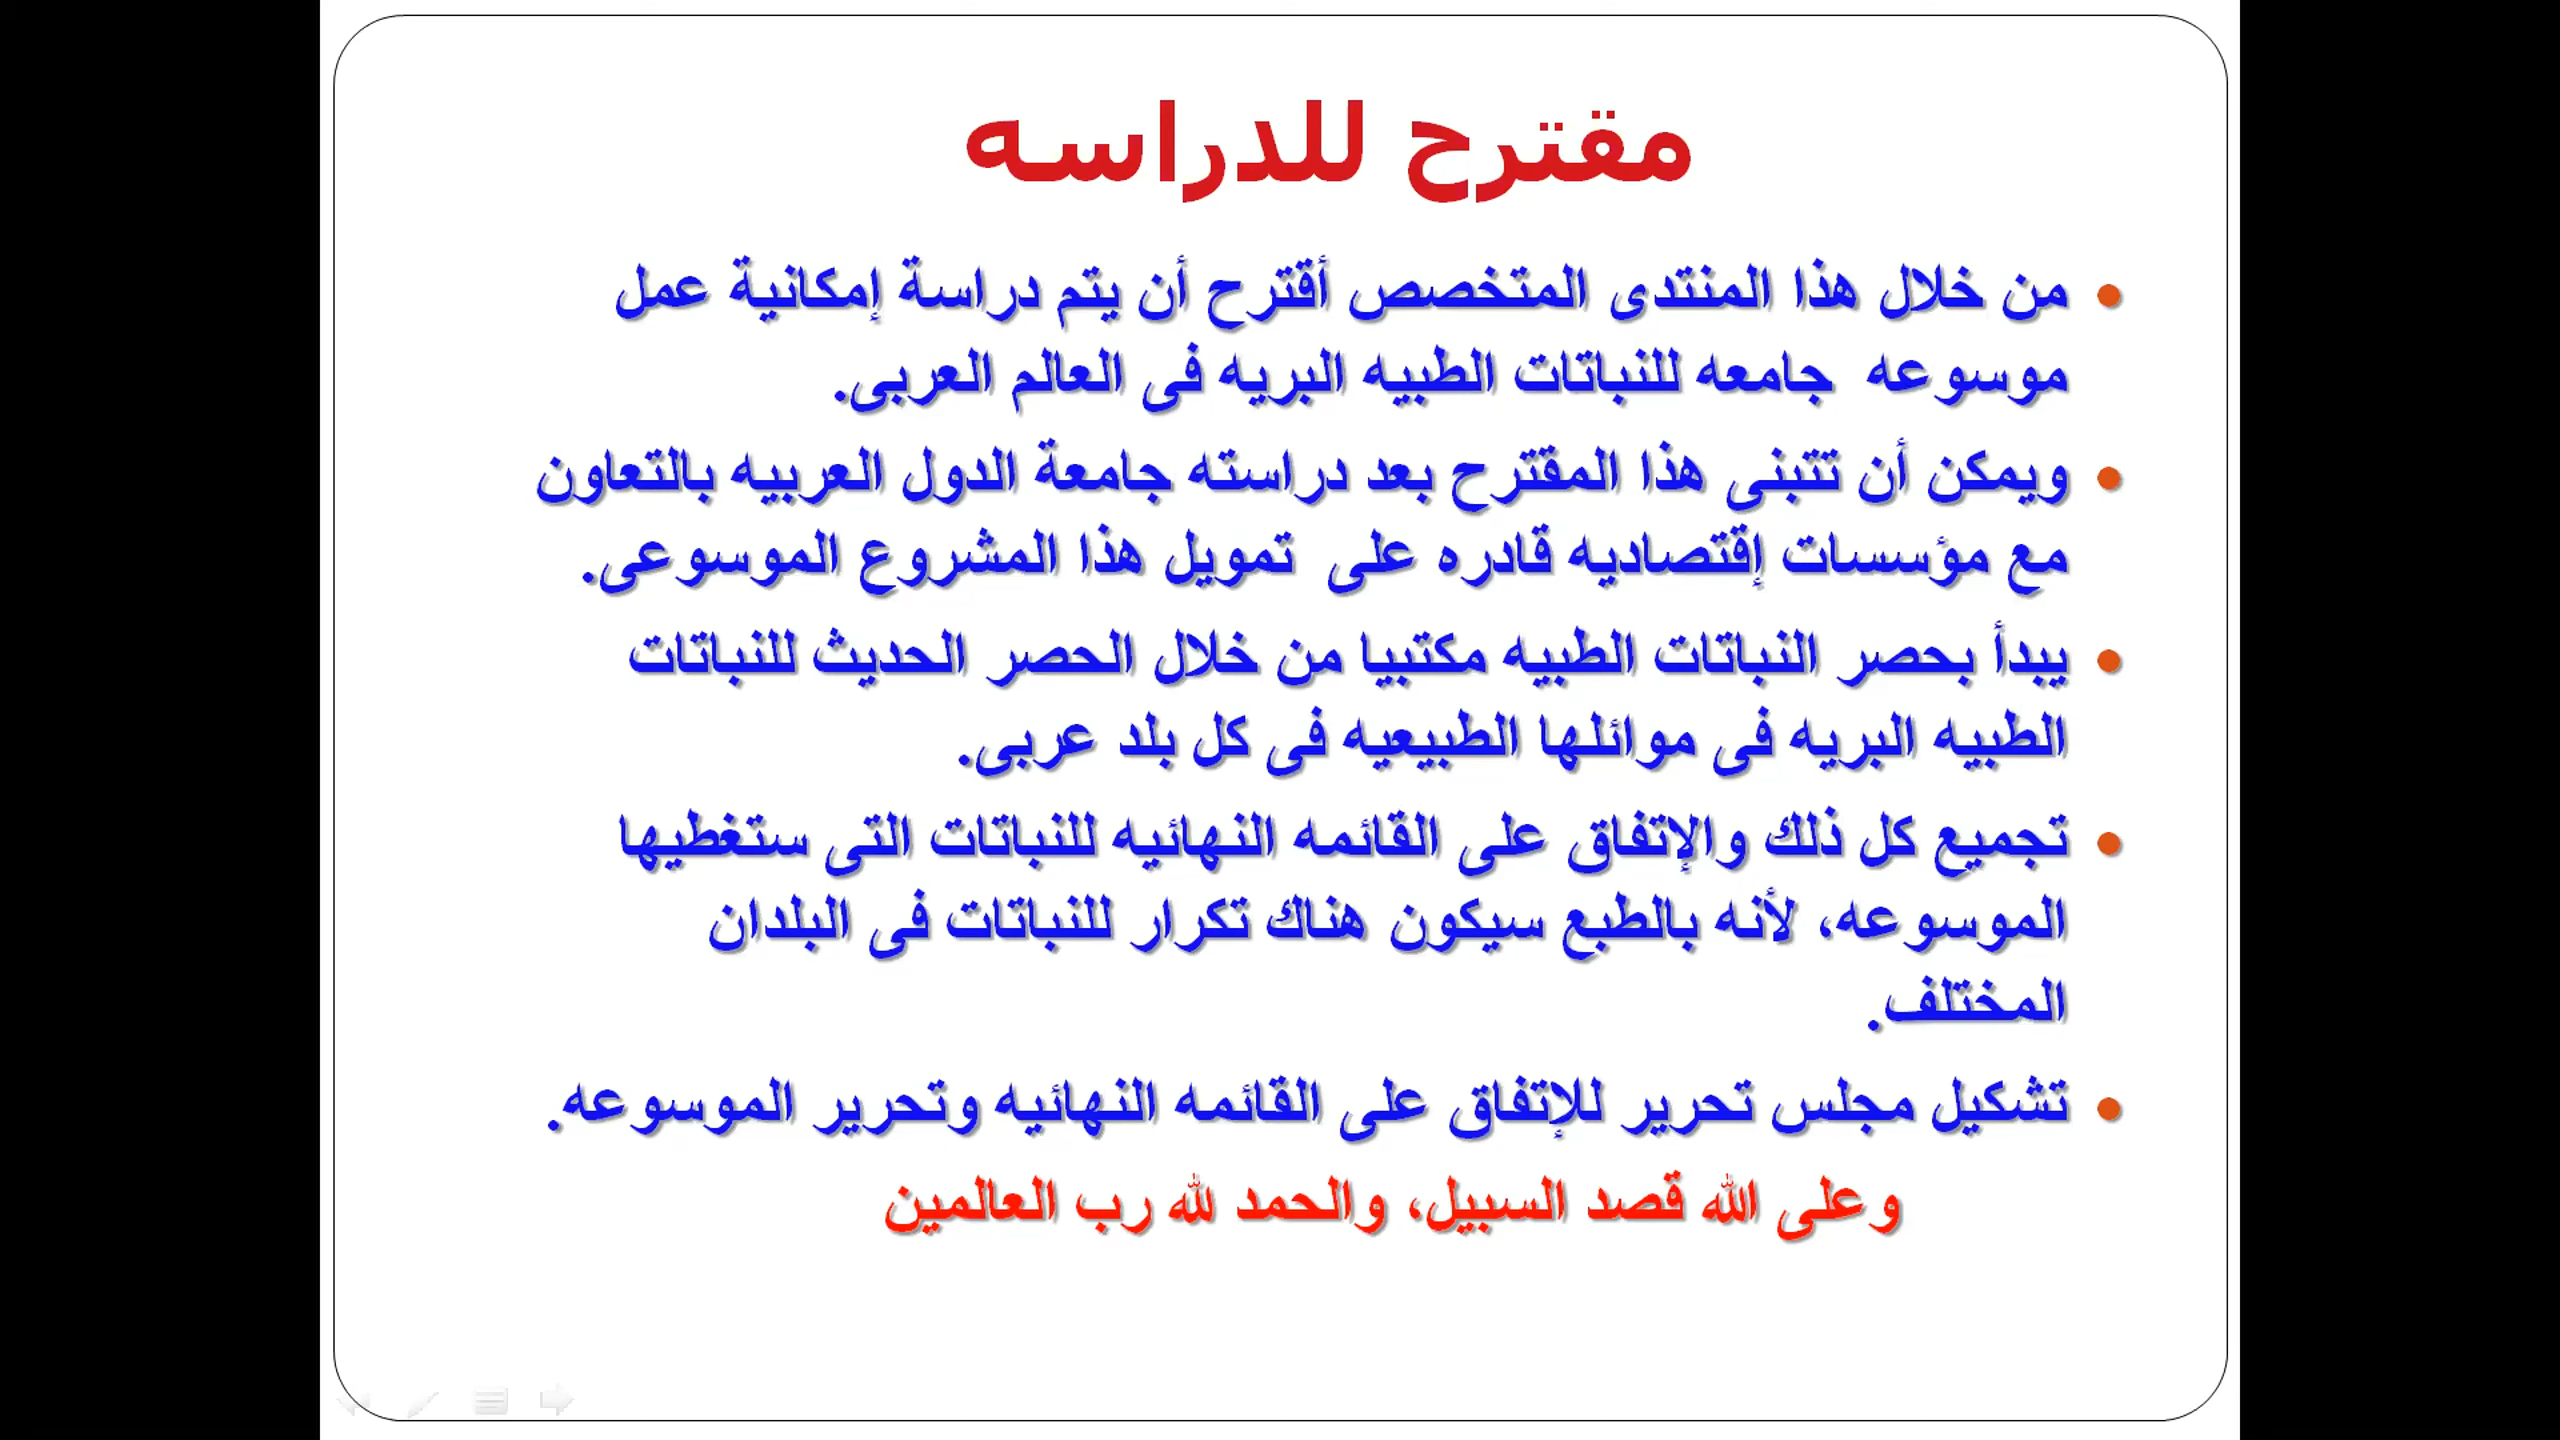 مقترح للدراسه
• من خلال هذا المنتدى المتخصص أقترح أن يتم دراسة إمكانية عمل
موسوعه جامعه للنباتات الطبيه البريه فى العالم العربى.
• ويمكن أن تتبنى هذا المقترح بعد دراسته جامعة الدول العربيه بالتعاون
مع مؤسسات إقتصاديه قادره على تمويل هذا المشروع الموسوعى.
• يبدأ بحصر النباتات الطبيه مكتبيا من خلال الحصر الحديث للنباتات
الطبيه البريه فى موائلها الطبيعيه فى كل بلد عربى.
• تجميع كل ذلك والإتفاق على القائمه النهائيه للنباتات التى ستغطيها
الموسوعه، لأنه بالطبع سيكون هناك تكرار للنباتات فى البلدان
المختلف.
• تشكيل مجلس تحرير للإتفاق على القائمه النهائيه وتحرير الموسوعه.
وعلى الله قصد السبيل، والحمد لله رب العالمين